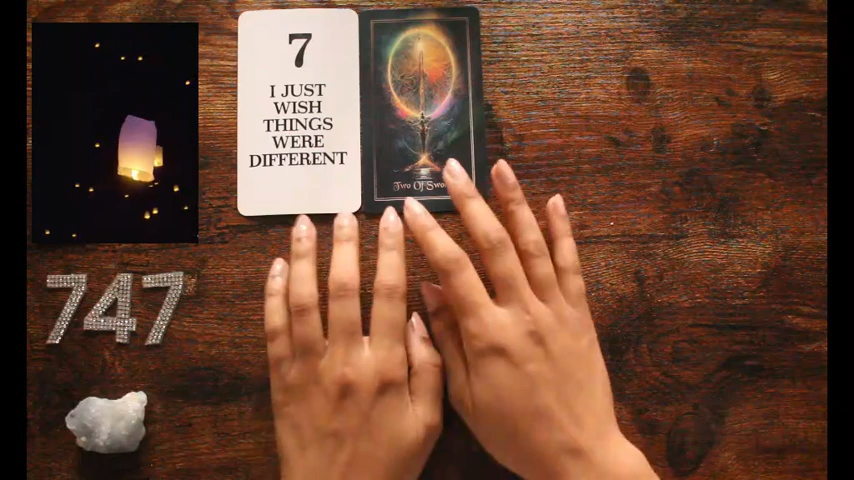 7
I JUST
WISH
THINGS
WERE
DIFFERENT
Two Of
747